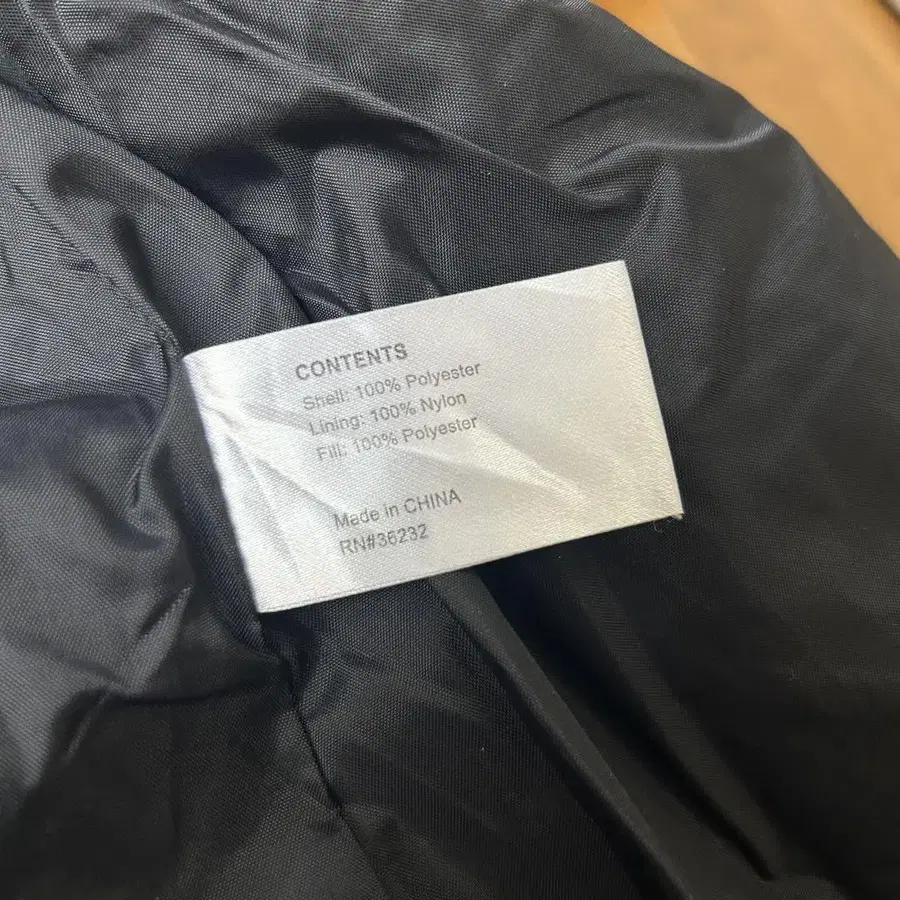 CONTENTS
Shell: 100% Polyester
Lining: 100% Nylon
Fill: 100% Polyester
Made in CHINA
RN#36232